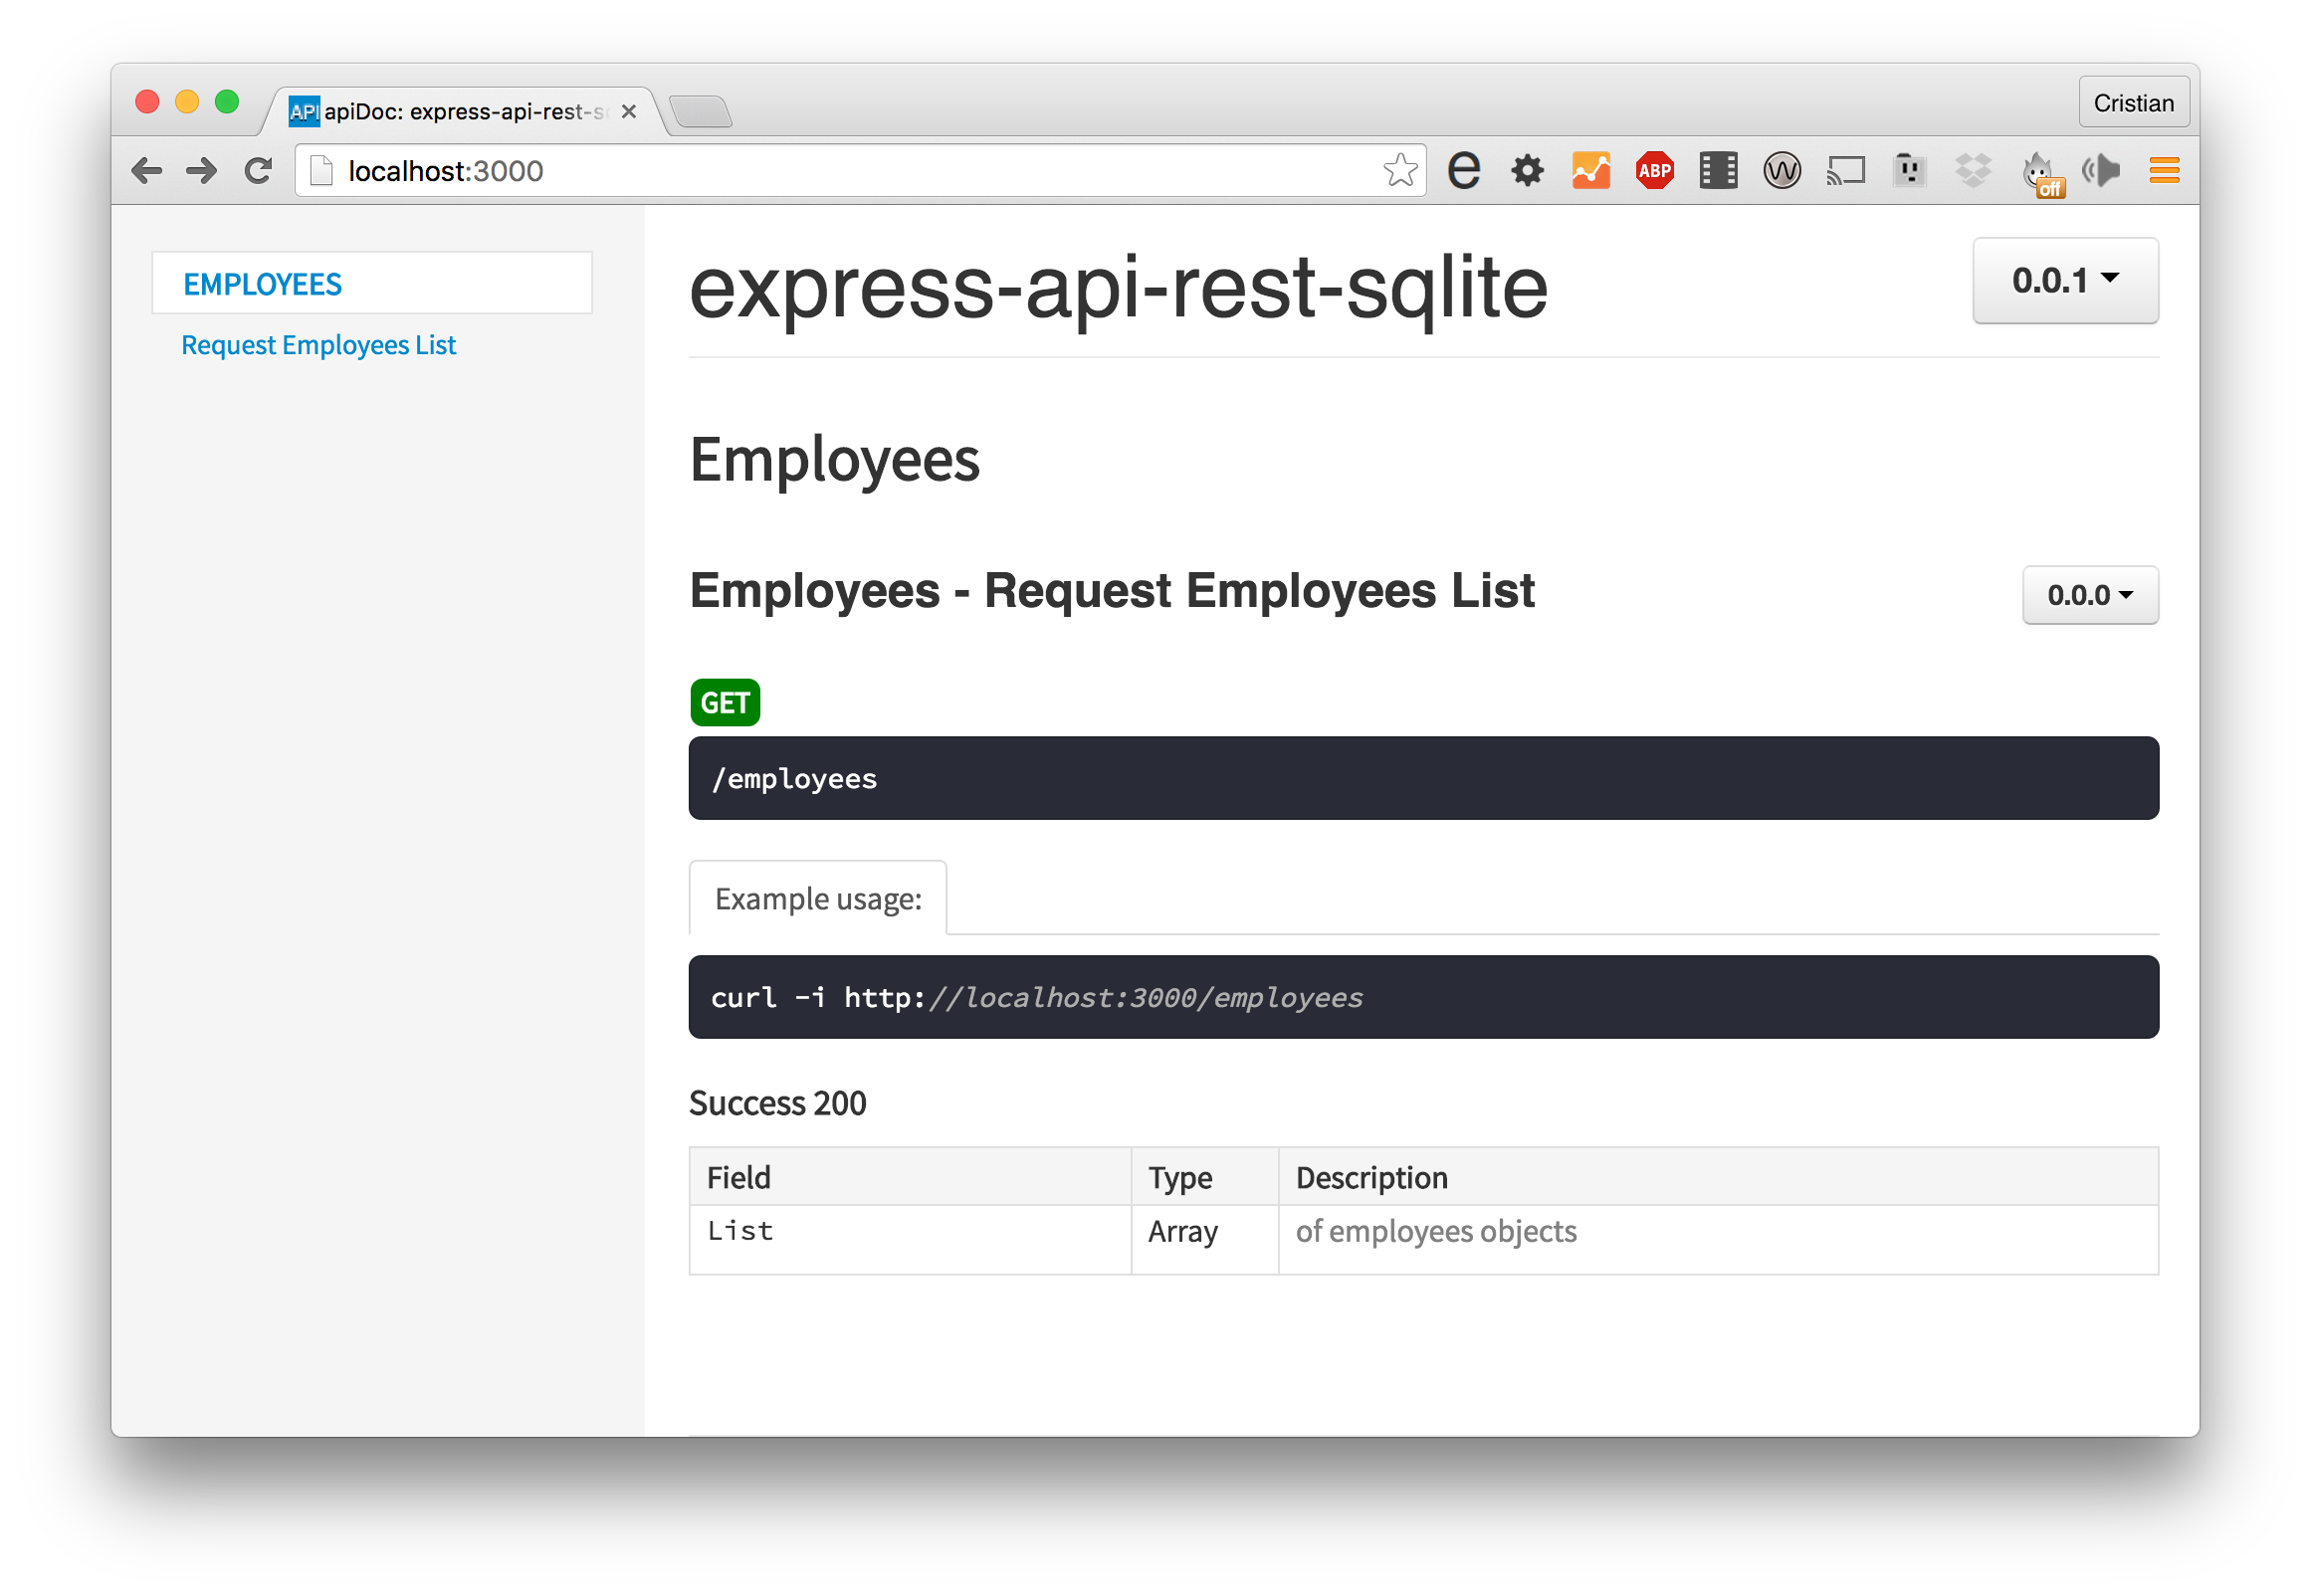 API apiDoc: express-api-rest-s
Cristian
localhost:3000
e
ABP
W
off
EMPLOYEES
Request Employees List
express-api-rest-sqlite
0.0.1
Employees
Employees - Request Employees List
0.0.0
GET
/employees
Example usage:
curl -i http://localhost:3000/employees
Success 200
Field Type Description
List Array of employees objects